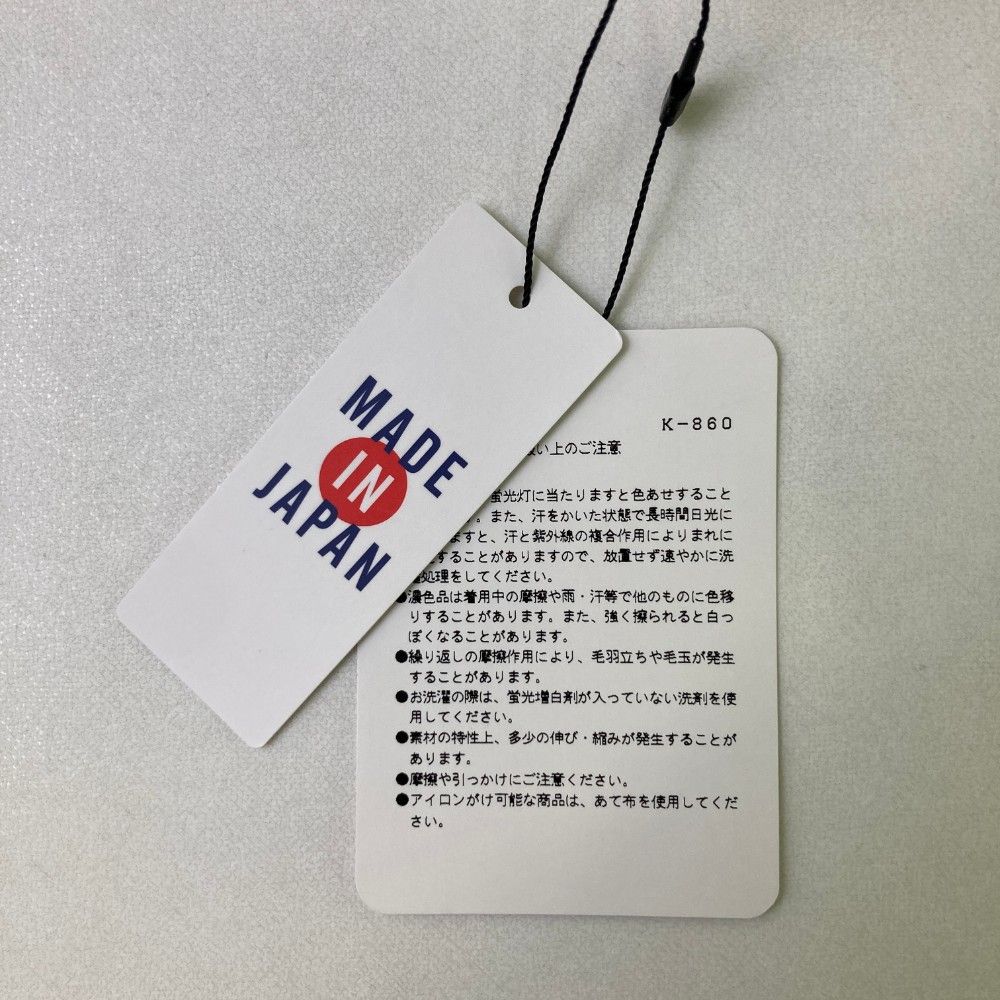 MADE
IN
JAPAN
K-860
い上のご注意
蛍光灯に当たりますと色あせすること
す。また、汗をかいた状態で長時間日光に
ますと、汗と紫外線の複合作用によりまれに
することがありますので、放置せず速やかに洗
処理をしてください。
●濃色品は着用中の摩擦や雨・汗等で他のものに色移
りすることがあります。また、強く擦られると白っ
ぽくなることがあります。
●繰り返しの摩擦作用により、毛羽立ちや毛玉が発生
することがあります。
●お洗濯の際は、蛍光増白剤が入っていない洗剤を使
用してください。
●素材の特性上、多少の伸び・縮みが発生することが
あります。
●摩擦や引っかけにご注意ください。
●アイロンがけ可能な商品は、あて布を使用してくだ
さい。